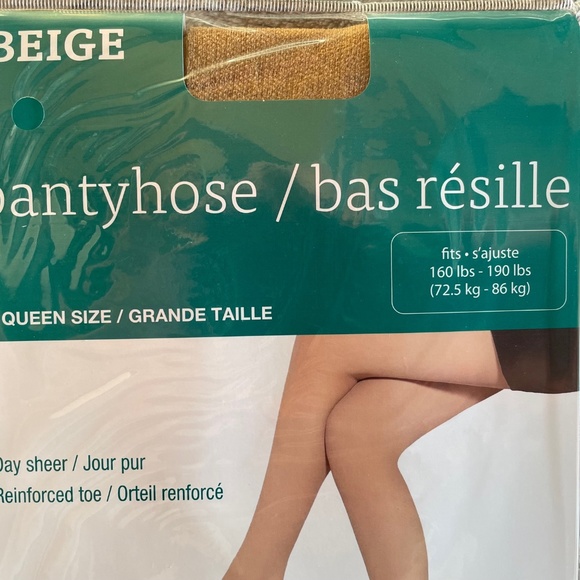 BEIGE
pantyhose / bas résille
fits • s'ajuste
160 lbs - 190 lbs
(72.5 kg - 86 kg)
QUEEN SIZE / GRANDE TAILLE
Day sheer / Jour pur
Reinforced toe / Orteil renforcé